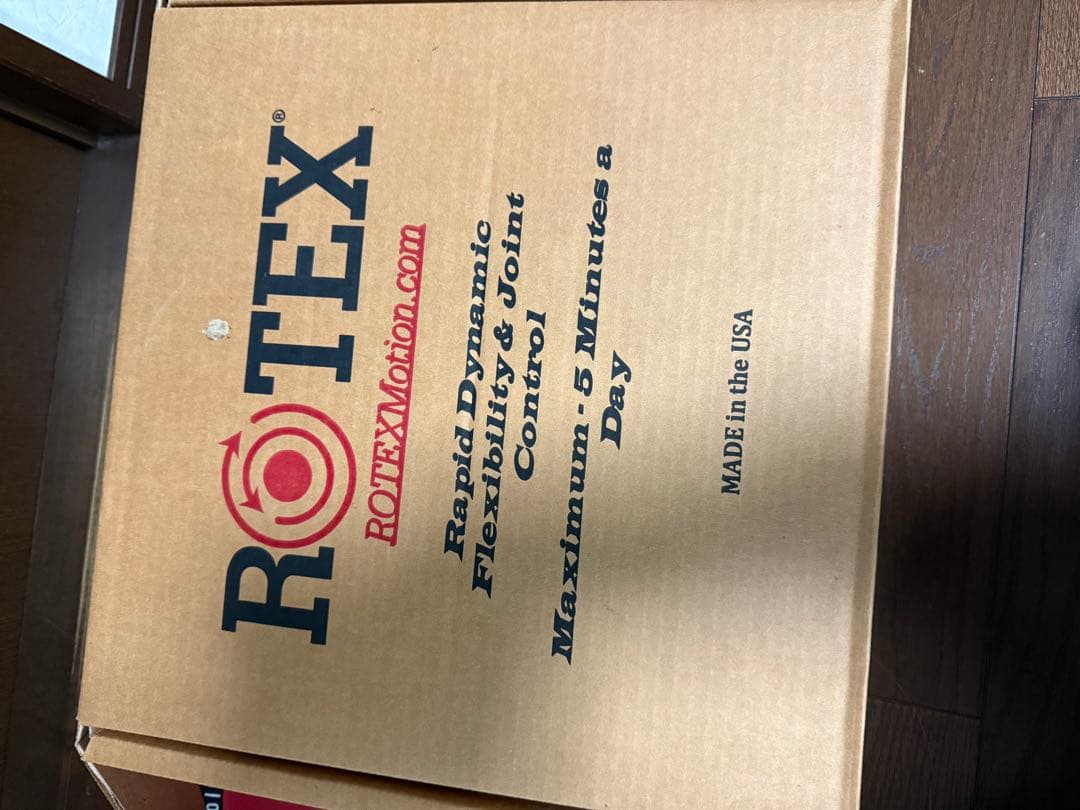 ROTEX®
ROTEXMotion.com
Rapid Dynamic
Flexibility & Joint
Control
Maximum - 5 Minutes a
Day
MADE in the USA